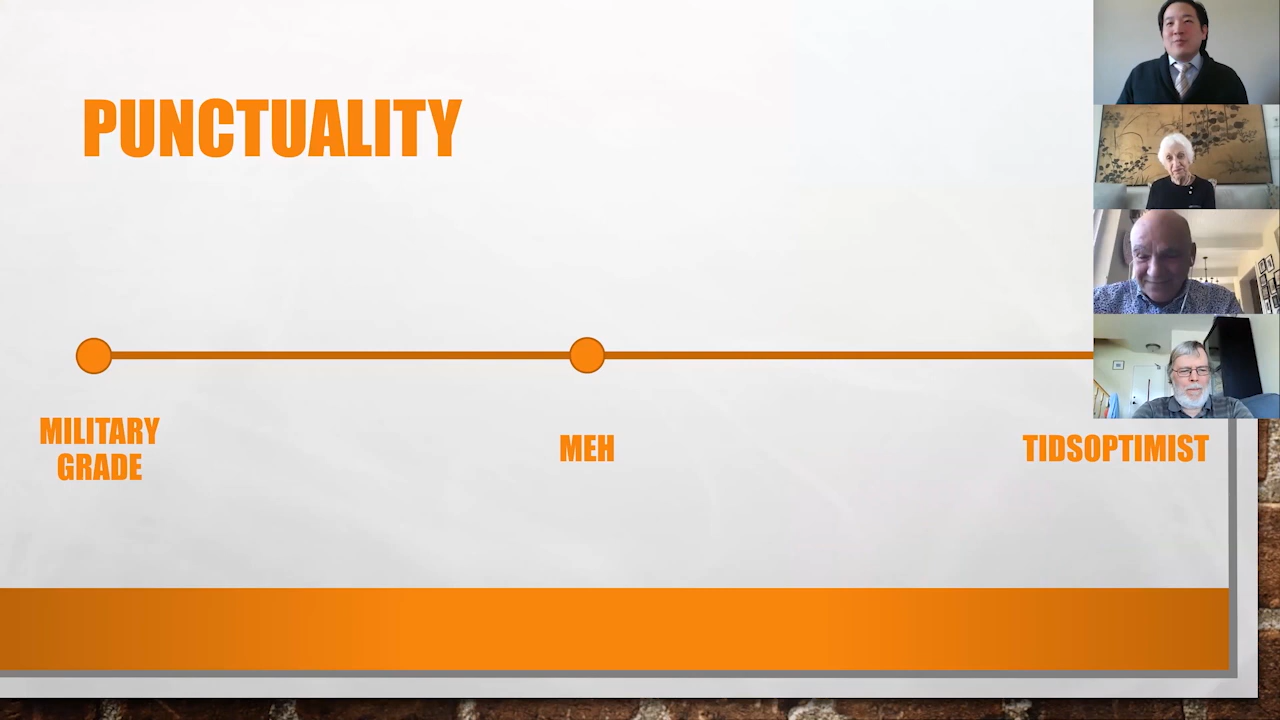 PUNCTUALITY
MILITARY
GRADE
MEH
TIDSOPTIMIST